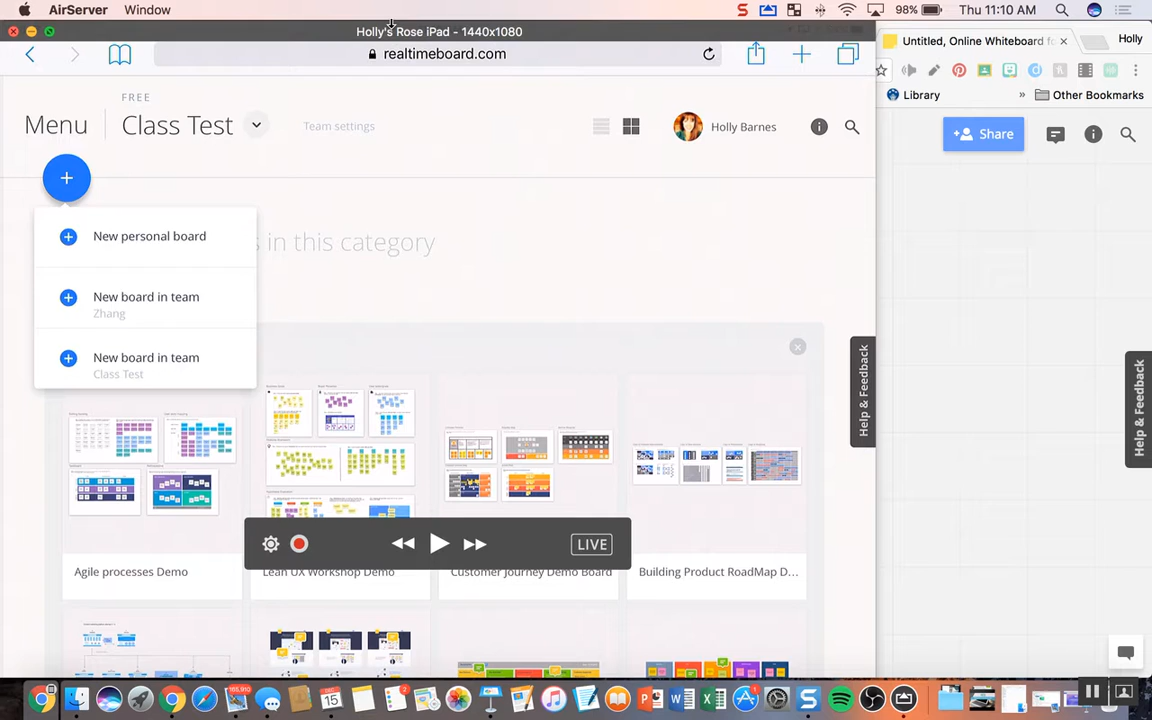 AirServer Window
98% Thu 11:10 AM
Holly's Rose iPad - 1440x1080
realtimeboard.com
Untitled, Online Whiteboard fo
Holly
Library
» Other Bookmarks
FREE
Menu Class Test Team settings
Holly Barnes
Share
New personal board
s in this category
New board in team
Zhang
New board in team
Class Test
Help & Feedback
Help & Feedback
LIVE
Agile processes Demo
Lean UX Workshop Demo
Customer Journey Demo Board
Building Product RoadMap D...